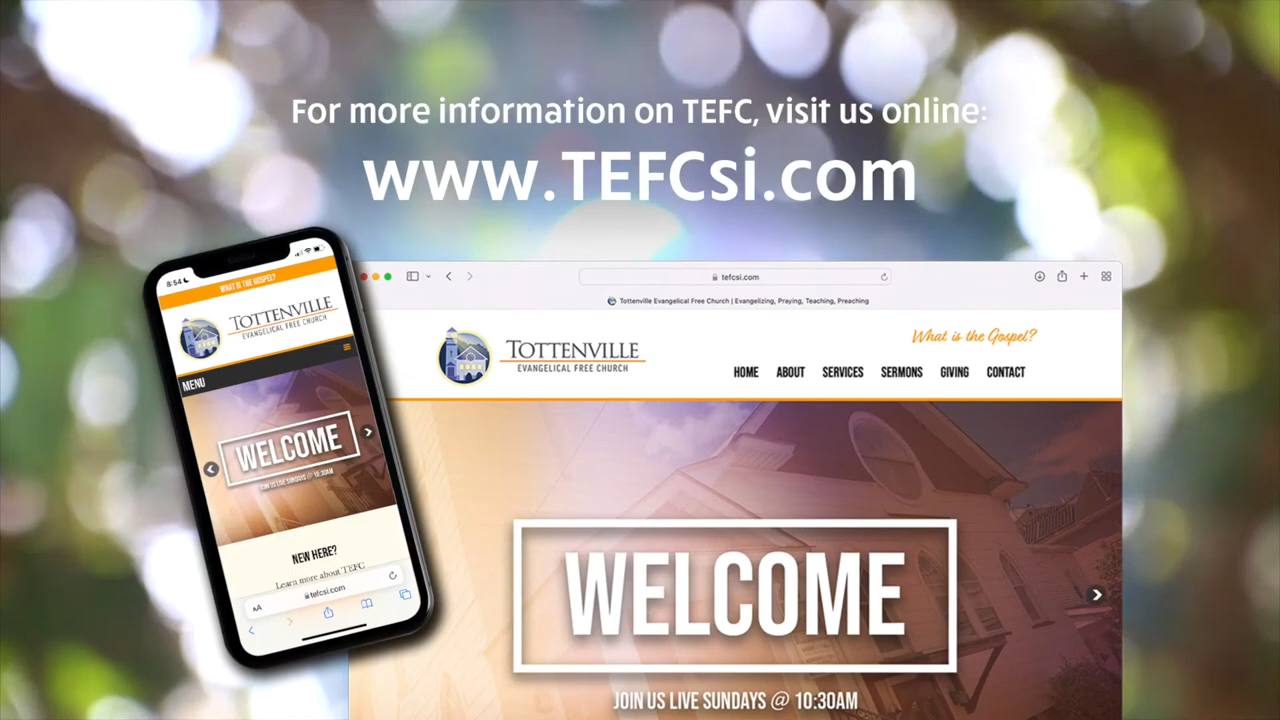 For more information on TEFC, visit us online:
www.TEFCsi.com
8:54
WHAT IS THE GOSPEL?
TOTTENVILLE
EVANGELICAL FREE CHURCH
MENU
WELCOME
JOIN US LIVE SUNDAYS @ 10:30AM
NEW HERE?
Learn more about TEFC
AA
tefcsi.com
tefcsi.com
Tottenville Evangelical Free Church | Evangelizing, Praying, Teaching, Preaching
What is the Gospel?
TOTTENVILLE
EVANGELICAL FREE CHURCH
HOME ABOUT SERVICES SERMONS GIVING CONTACT
WELCOME
JOIN US LIVE SUNDAYS @ 10:30AM